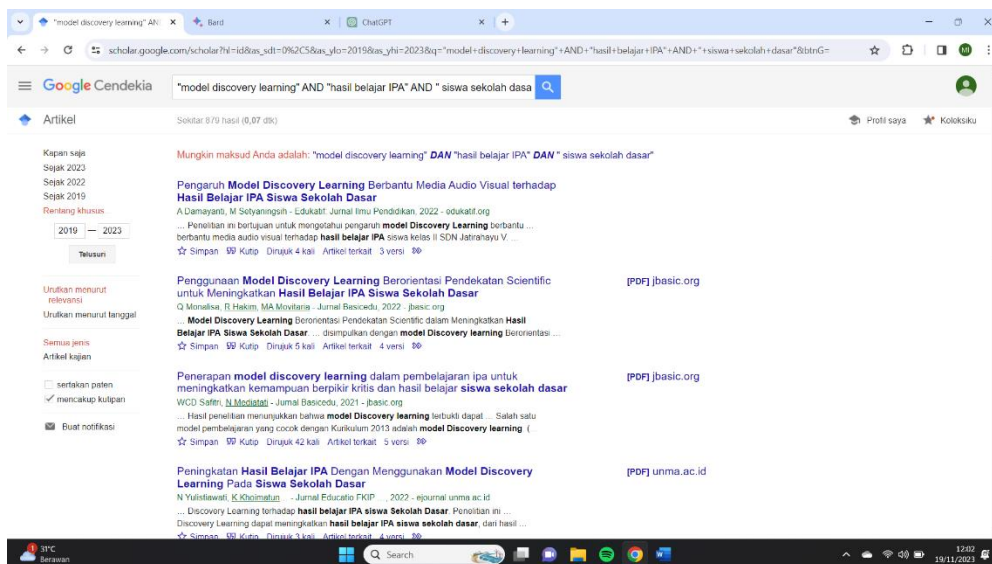 "model discovery learning" AN
Bard
ChatGPT
scholar.google.com/scholar?hl=id&as_sdt=0%2C5&as_ylo=2019&as_yhi=2023&q="model+discovery+learning"+AND+"hasil+belajar+IPA"+AND+"+siswa+sekolah+dasar"&btnG=
Google Cendekia
"model discovery learning" AND "hasil belajar IPA" AND " siswa sekolah dasa
Artikel
Sekitar 879 hasil (0,07 dtk)
Profil saya
Koleksiku
Kapan saja
Sejak 2023
Sejak 2022
Sejak 2019
Rentang khusus
2019 — 2023
Telusuri
Urutkan menurut
relevansi
Urutkan menurut tanggal
Semua jenis
Artikel kajian
sertakan paten
mencakup kutipan
Buat notifikasi
Mungkin maksud Anda adalah: "model discovery learning" DAN "hasil belajar IPA" DAN " siswa sekolah dasar"
Pengaruh Model Discovery Learning Berbantu Media Audio Visual terhadap
Hasil Belajar IPA Siswa Sekolah Dasar
A Damayanti, M Setyaningsih - Edukatif: Jurnal Ilmu Pendidikan, 2022 - edukatif.org
... Penelitian ini bertujuan untuk mengetahui pengaruh model Discovery Learning berbantu ...
berbantu media audio visual terhadap hasil belajar IPA siswa kelas II SDN Jatirahayu V. ...
Simpan Kutip Dirujuk 4 kali Artikel terkait 3 versi
Penggunaan Model Discovery Learning Berorientasi Pendekatan Scientific
untuk Meningkatkan Hasil Belajar IPA Siswa Sekolah Dasar
Q Monalisa, R Hakim, MA Movitaria - Jurnal Basicedu, 2022 - jbasic.org
... Model Discovery Learning Berorientasi Pendekatan Scientific dalam Meningkatkan Hasil
Belajar IPA Siswa Sekolah Dasar. ... disimpulkan dengan model Discovery learning Berorientasi ...
Simpan Kutip Dirujuk 5 kali Artikel terkait 4 versi
[PDF] jbasic.org
Penerapan model discovery learning dalam pembelajaran ipa untuk
meningkatkan kemampuan berpikir kritis dan hasil belajar siswa sekolah dasar
WCD Safitri, N Mediatati - Jurnal Basicedu, 2021 - jbasic.org
... Hasil penelitian menunjukkan bahwa model Discovery learning terbukti dapat ... Salah satu
model pembelajaran yang cocok dengan Kurikulum 2013 adalah model Discovery learning (
Simpan Kutip Dirujuk 42 kali Artikel terkait 5 versi
[PDF] jbasic.org
Peningkatan Hasil Belajar IPA Dengan Menggunakan Model Discovery
Learning Pada Siswa Sekolah Dasar
N Yulistiawati, K Khoimatun ... - Jurnal Educatio FKIP ..., 2022 - ejournal.unma.ac.id
... Discovery Learning terhadap hasil belajar IPA siswa Sekolah Dasar. Penelitian ini ...
Discovery Learning dapat meningkatkan hasil belajar IPA siswa sekolah dasar, dari hasil ...
Simpan Kutip Dirujuk 3 kali Artikel terkait 4 versi
[PDF] unma.ac.id
1
31°C
Berawan
Search
12:02
19/11/2023